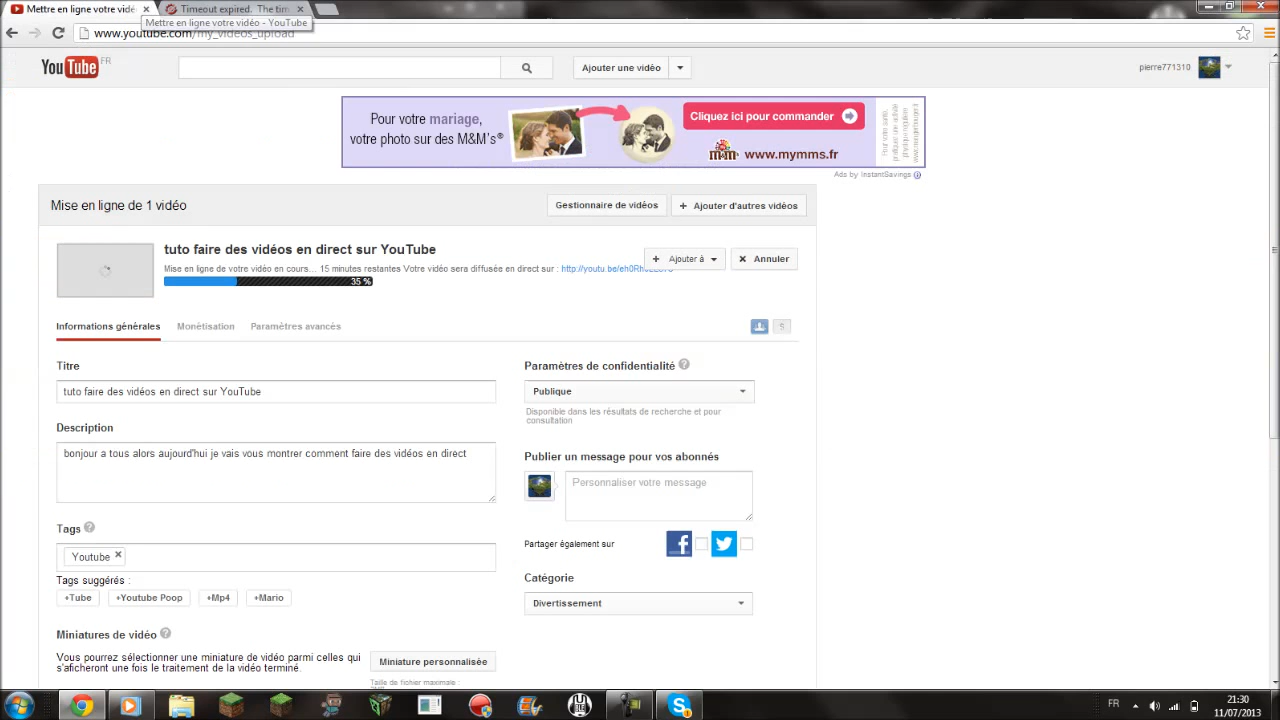 Mettre en ligne votre vidéo
Timeout expired. The tim
Mettre en ligne votre vidéo - YouTube
www.youtube.com/my_videos_upload
YouTube FR
Ajouter une vidéo
pierre771310
Pour votre mariage,
votre photo sur des M&M's®
Cliquez ici pour commander
www.mymms.fr
Ads by InstantSavings
Mise en ligne de 1 vidéo
Gestionnaire de vidéos
+ Ajouter d'autres vidéos
tuto faire des vidéos en direct sur YouTube
+ Ajouter à
Annuler
Mise en ligne de votre vidéo en cours... 15 minutes restantes Votre vidéo sera diffusée en direct sur :
35 %
Informations générales
Monétisation
Paramètres avancés
Titre
Paramètres de confidentialité ?
tuto faire des vidéos en direct sur YouTube
Publique
Disponible dans les résultats de recherche et pour
consultation
Description
bonjour a tous alors aujourd'hui je vais vous montrer comment faire des vidéos en direct
Publier un message pour vos abonnés
Personnaliser votre message
Tags ?
Partager également sur
Youtube
Tags suggérés :
Catégorie
+Tube
+Youtube Poop
+Mp4
+Mario
Divertissement
Miniatures de vidéo ?
Vous pourrez sélectionner une miniature de vidéo parmi celles qui
s'aficheront une fois le traitement de la vidéo terminé.
Miniature personnalisée
Taille de fichier maximale :
FR
21:30
11/07/2013